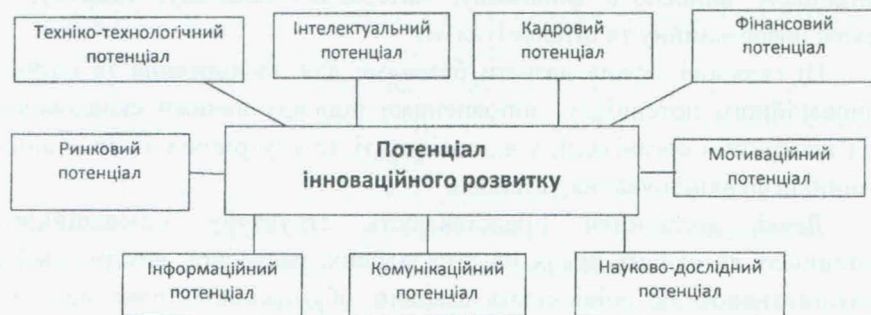 Техніко-технологічний
потенціал
Інтелектуальний
потенціал
Кадровий
потенціал
Фінансовий
потенціал
Ринковий
потенціал
Потенціал
інноваційного розвитку
Мотиваційний
потенціал
Інформаційний
потенціал
Комунікаційний
потенціал
Науково-дослідний
потенціал